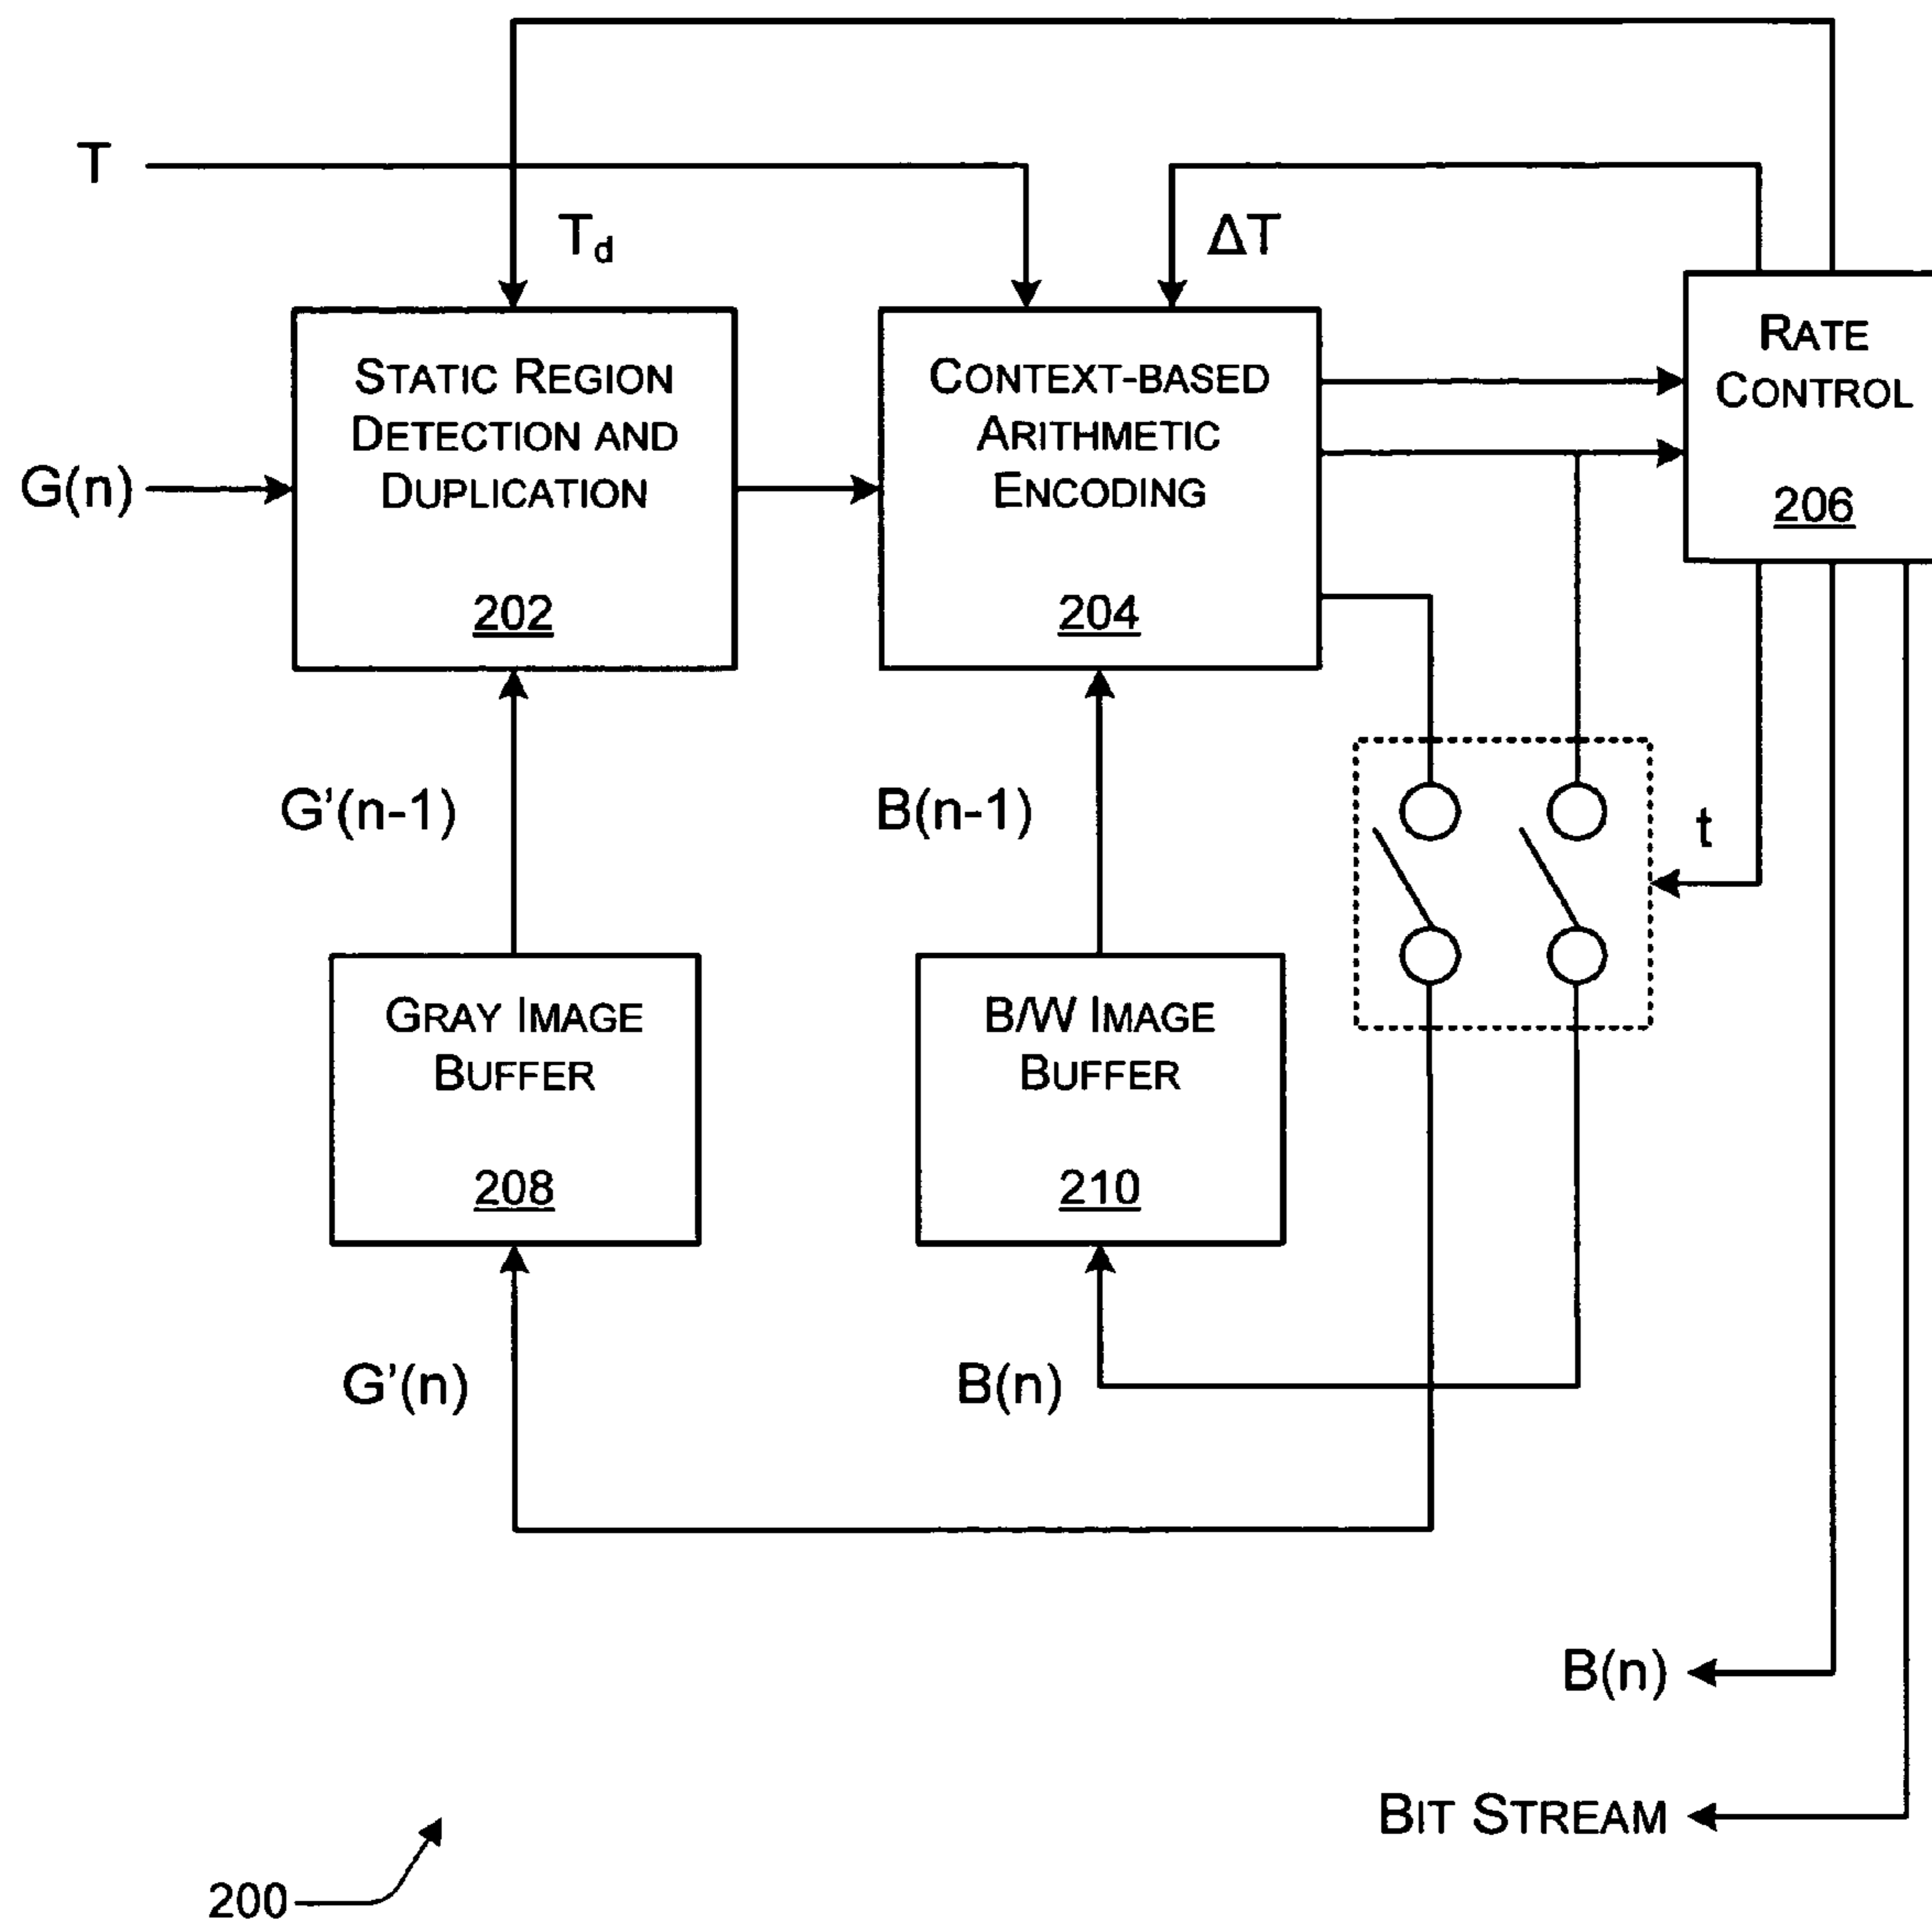 T
T_d
ΔT
STATIC REGION
DETECTION AND
DUPLICATION
202
CONTEXT-BASED
ARITHMETIC
ENCODING
204
RATE
CONTROL
206
G(n)
G'(n-1)
B(n-1)
t
GRAY IMAGE
BUFFER
208
B/W IMAGE
BUFFER
210
G'(n)
B(n)
B(n)
BIT STREAM
200